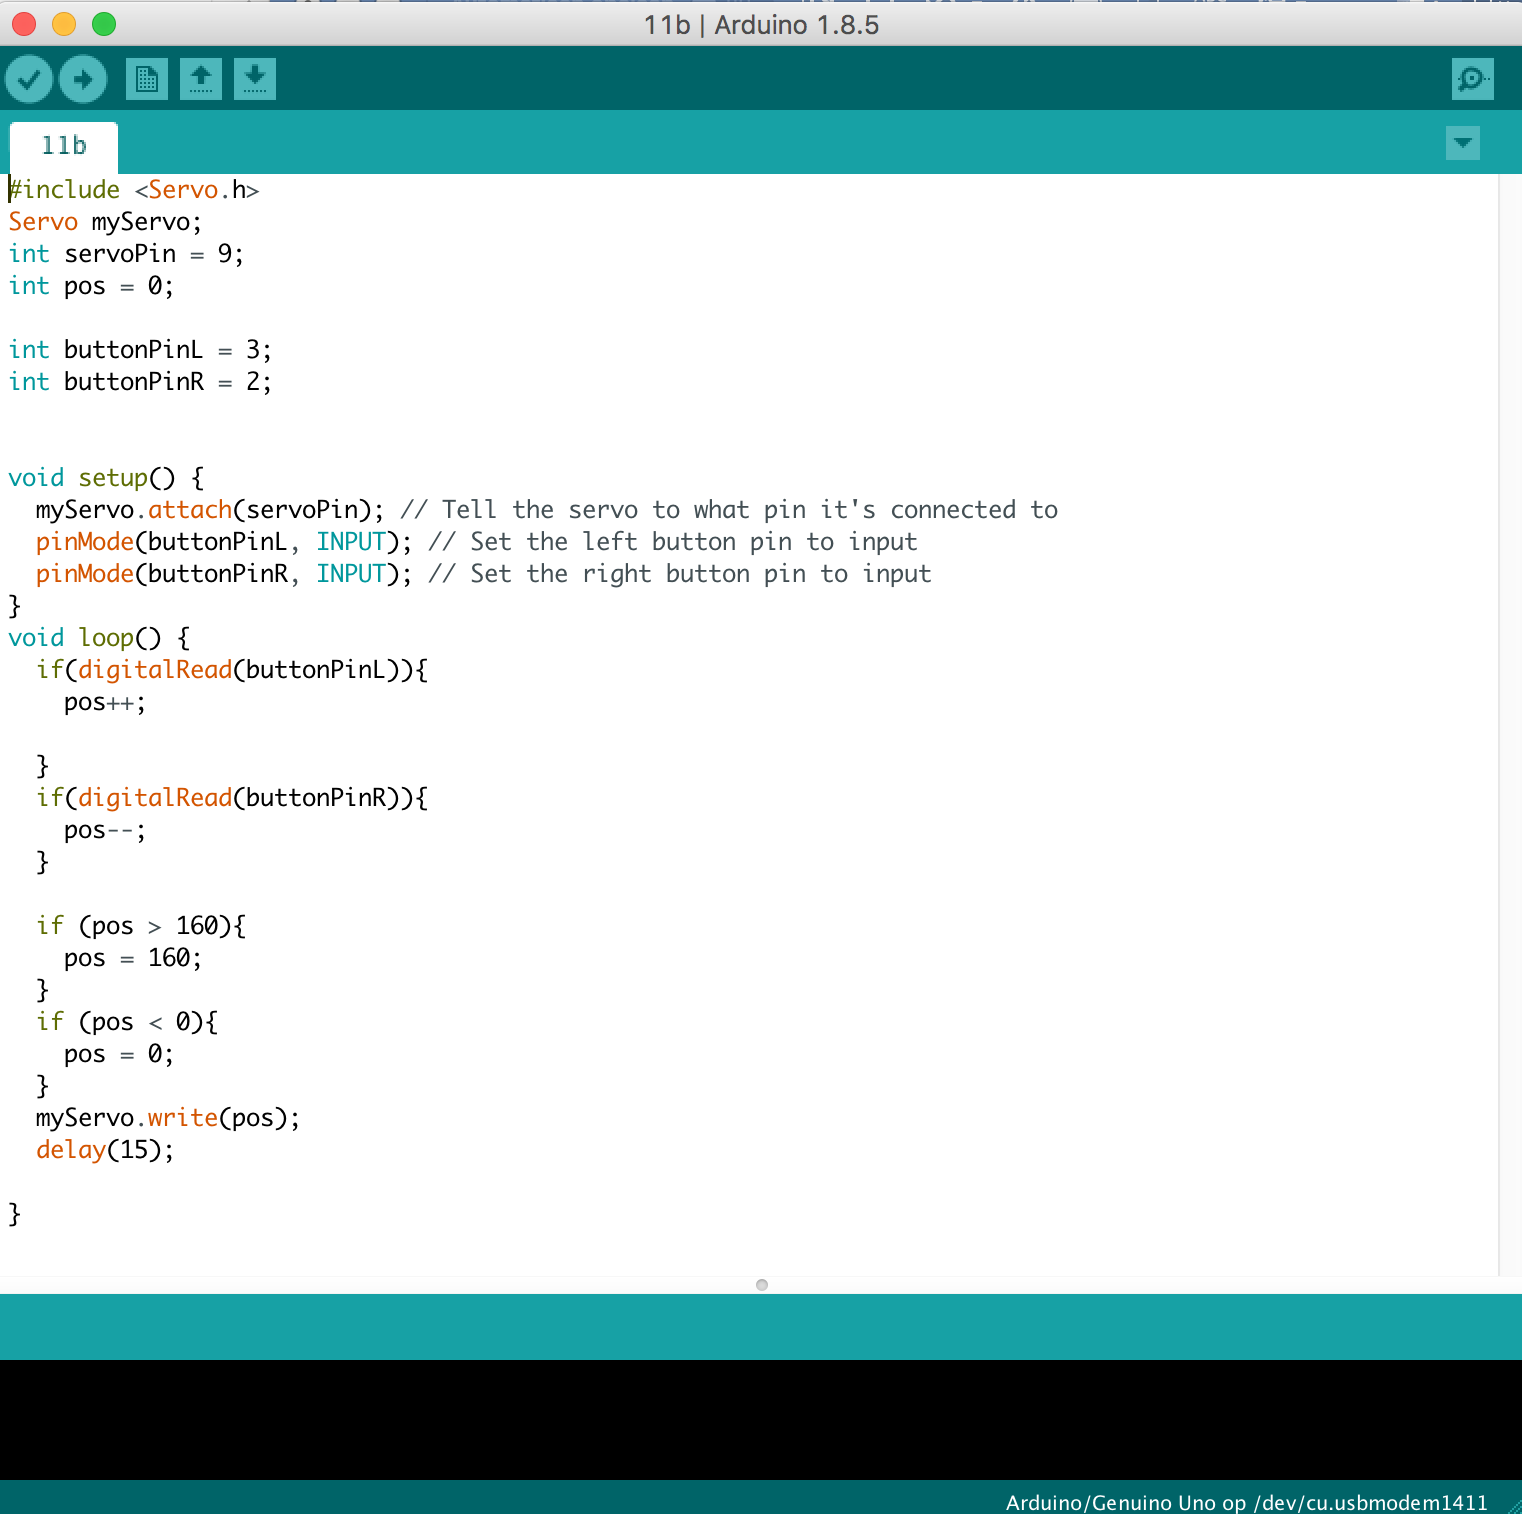 11b | Arduino 1.8.5
11b
#include <Servo.h>
Servo myServo;
int servoPin = 9;
int pos = 0;
int buttonPinL = 3;
int buttonPinR = 2;
void setup() {
  myServo.attach(servoPin); // Tell the servo to what pin it's connected to
  pinMode(buttonPinL, INPUT); // Set the left button pin to input
  pinMode(buttonPinR, INPUT); // Set the right button pin to input
}
void loop() {
  if(digitalRead(buttonPinL)){
    pos++;
  }
  if(digitalRead(buttonPinR)){
    pos--;
  }
  if (pos > 160){
    pos = 160;
  }
  if (pos < 0){
    pos = 0;
  }
  myServo.write(pos);
  delay(15);
}
Arduino/Genuino Uno op /dev/cu.usbmodem1411